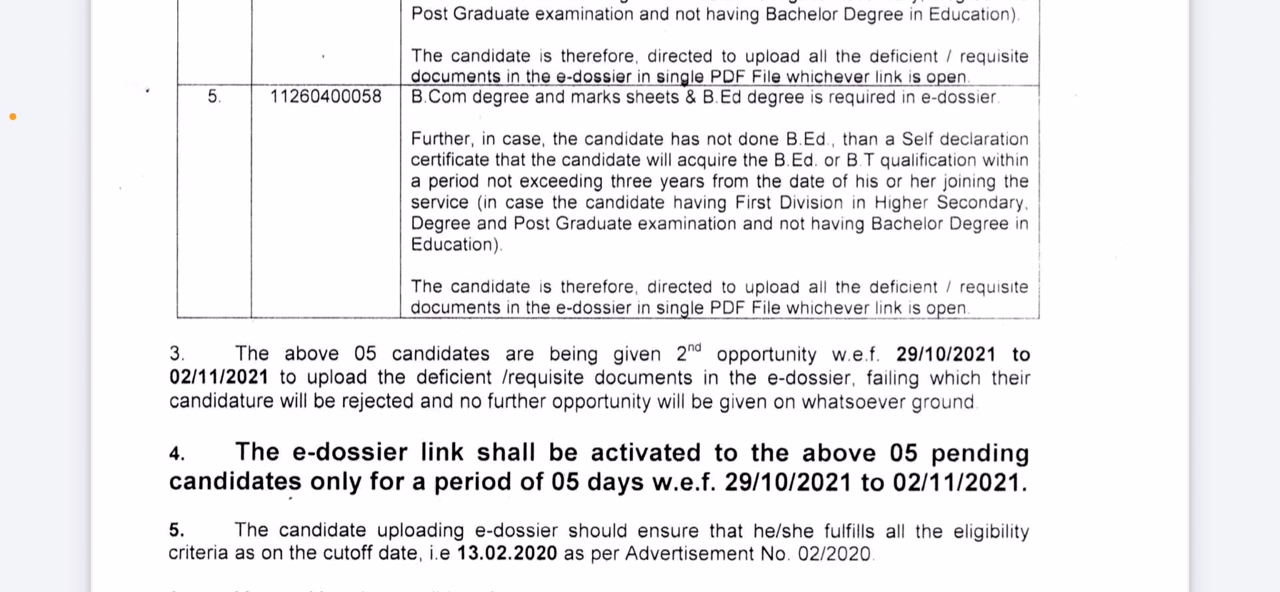 Post Graduate examination and not having Bachelor Degree in Education).
The candidate is therefore, directed to upload all the deficient / requisite
documents in the e-dossier in single PDF File whichever link is open.
5. 11260400058 B.Com degree and marks sheets & B.Ed degree is required in e-dossier.
Further, in case, the candidate has not done B.Ed., than a Self declaration
certificate that the candidate will acquire the B.Ed. or B.T qualification within
a period not exceeding three years from the date of his or her joining the
service (in case the candidate having First Division in Higher Secondary,
Degree and Post Graduate examination and not having Bachelor Degree in
Education).
The candidate is therefore, directed to upload all the deficient / requisite
documents in the e-dossier in single PDF File whichever link is open.
3. The above 05 candidates are being given 2nd opportunity w.e.f. 29/10/2021 to
02/11/2021 to upload the deficient /requisite documents in the e-dossier, failing which their
candidature will be rejected and no further opportunity will be given on whatsoever ground.
4. The e-dossier link shall be activated to the above 05 pending
candidates only for a period of 05 days w.e.f. 29/10/2021 to 02/11/2021.
5. The candidate uploading e-dossier should ensure that he/she fulfills all the eligibility
criteria as on the cutoff date, i.e 13.02.2020 as per Advertisement No. 02/2020.